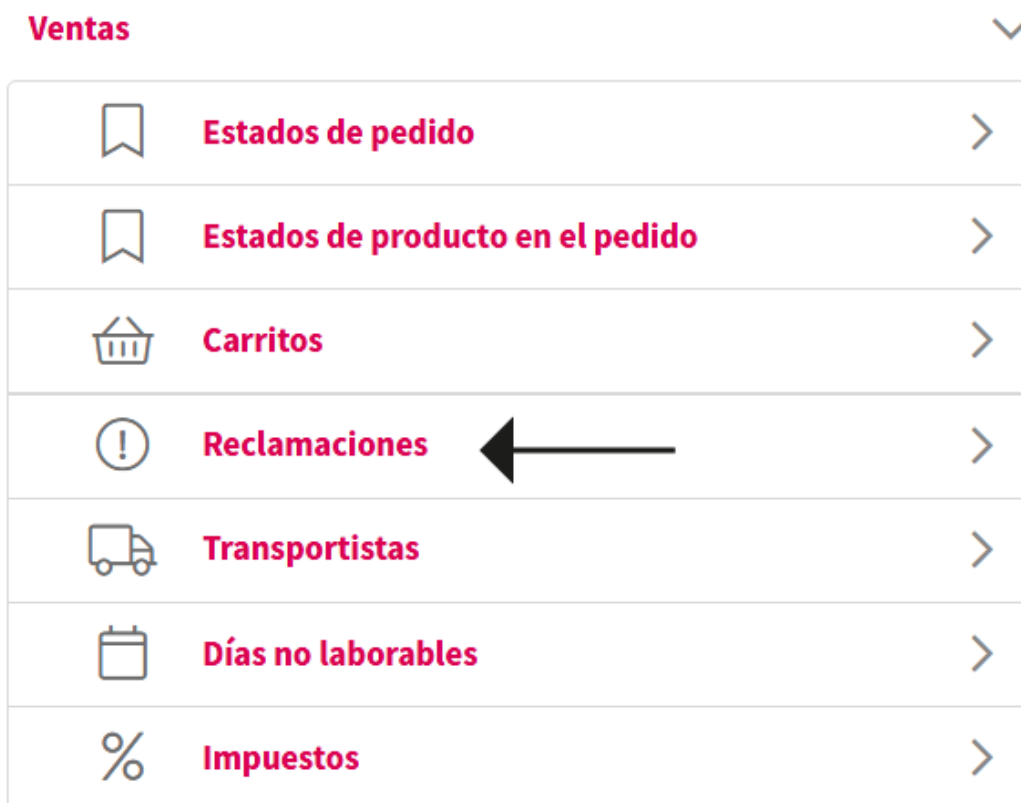 Ventas
Estados de pedido
Estados de producto en el pedido
Carritos
Reclamaciones
Transportistas
Días no laborables
Impuestos